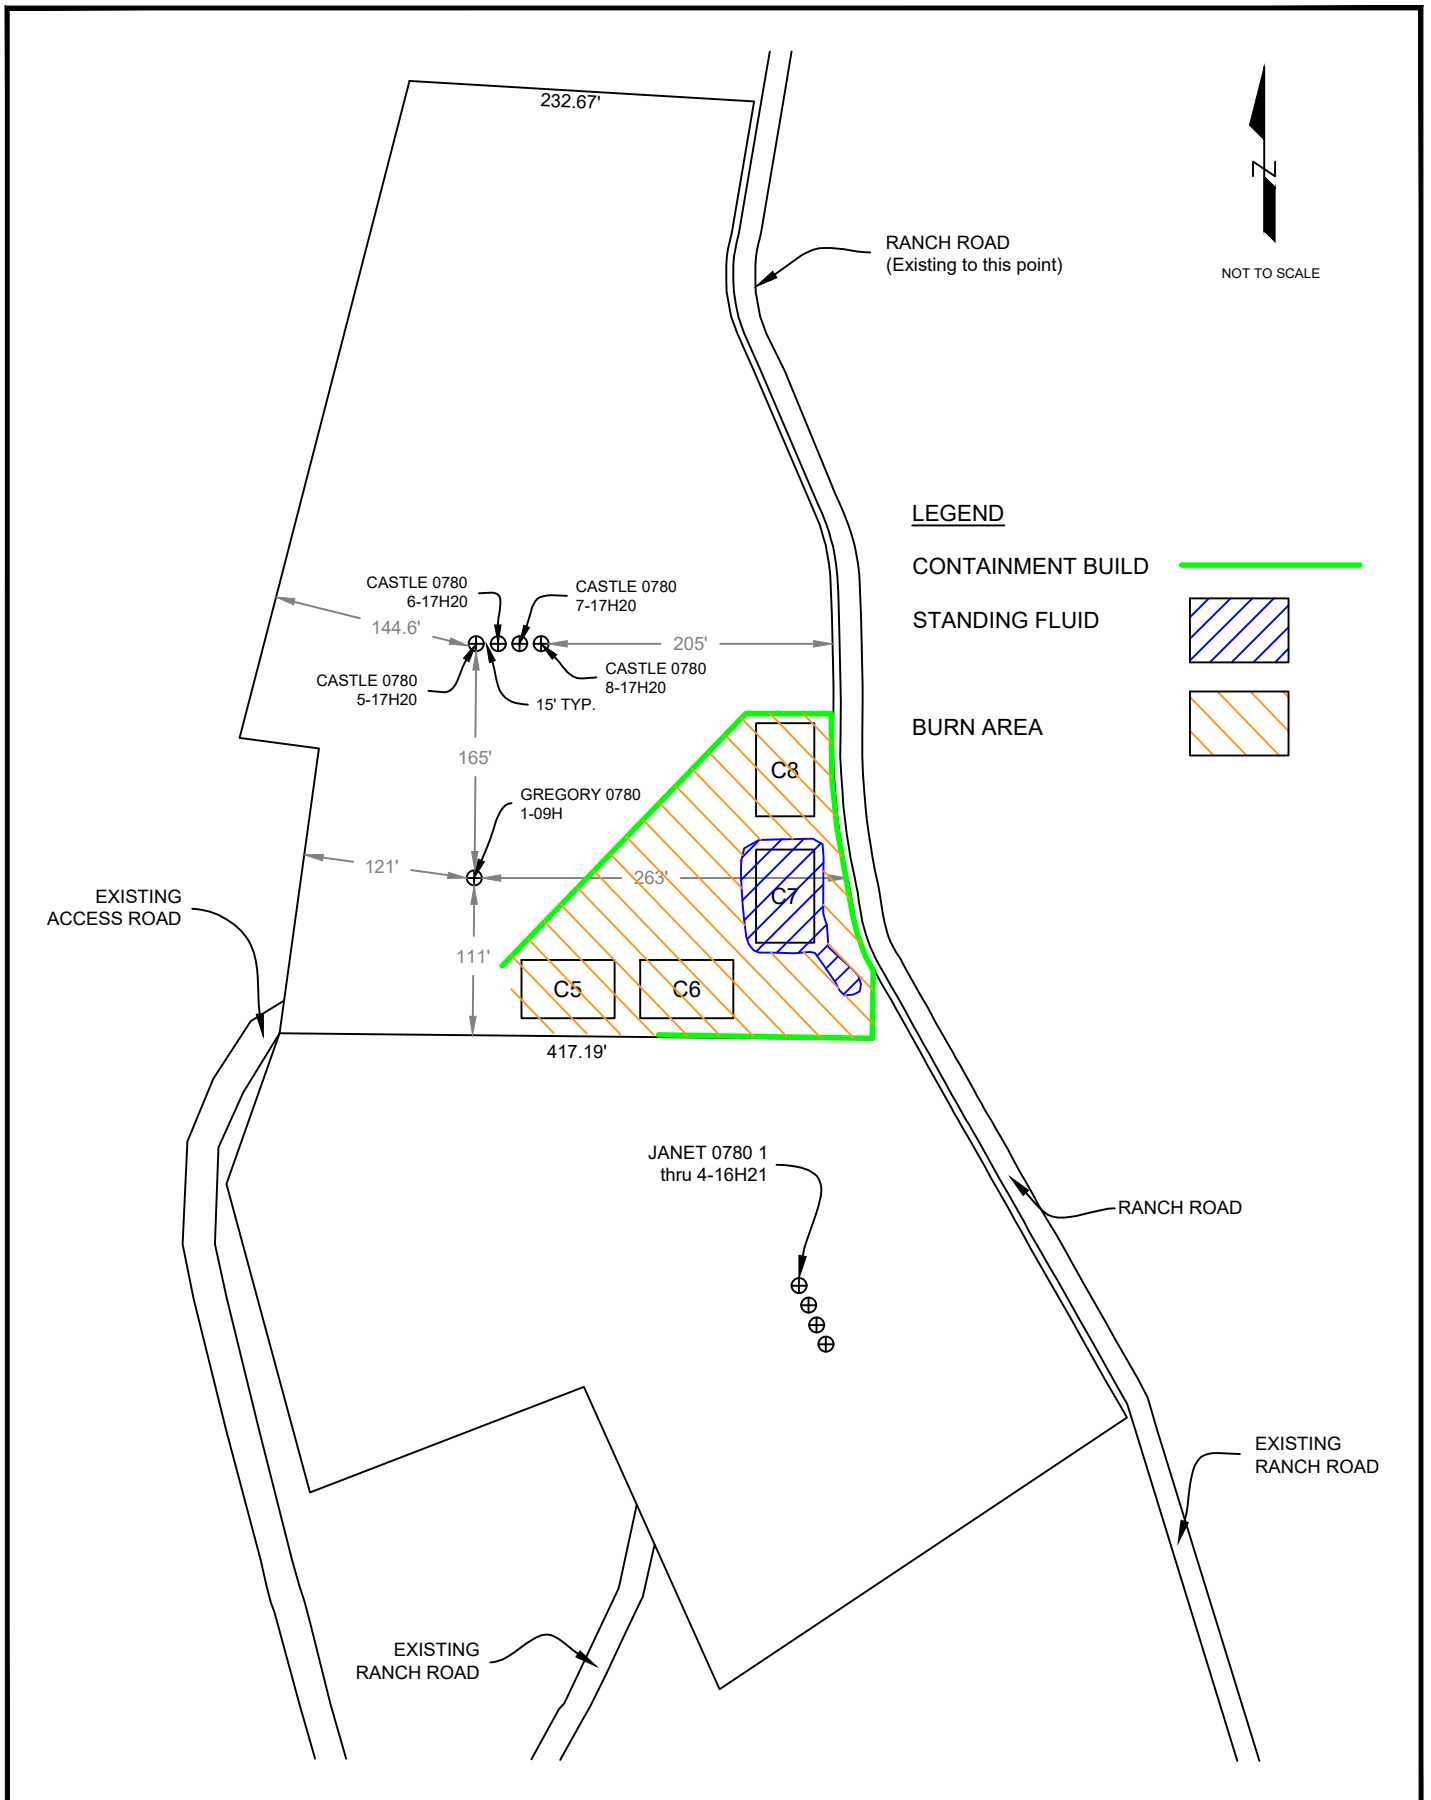 232.67'
RANCH ROAD
(Existing to this point)
Z
NOT TO SCALE
LEGEND
CONTAINMENT BUILD
STANDING FLUID
BURN AREA
CASTLE 0780
6-17H20
CASTLE 0780
7-17H20
144.6'
205'
CASTLE 0780
5-17H20
15' TYP.
CASTLE 0780
8-17H20
165'
C8
GREGORY 0780
1-09H
121'
263'
C7
EXISTING
ACCESS ROAD
111'
C5
C6
417.19'
JANET 0780 1
thru 4-16H21
RANCH ROAD
EXISTING
RANCH ROAD
EXISTING
RANCH ROAD